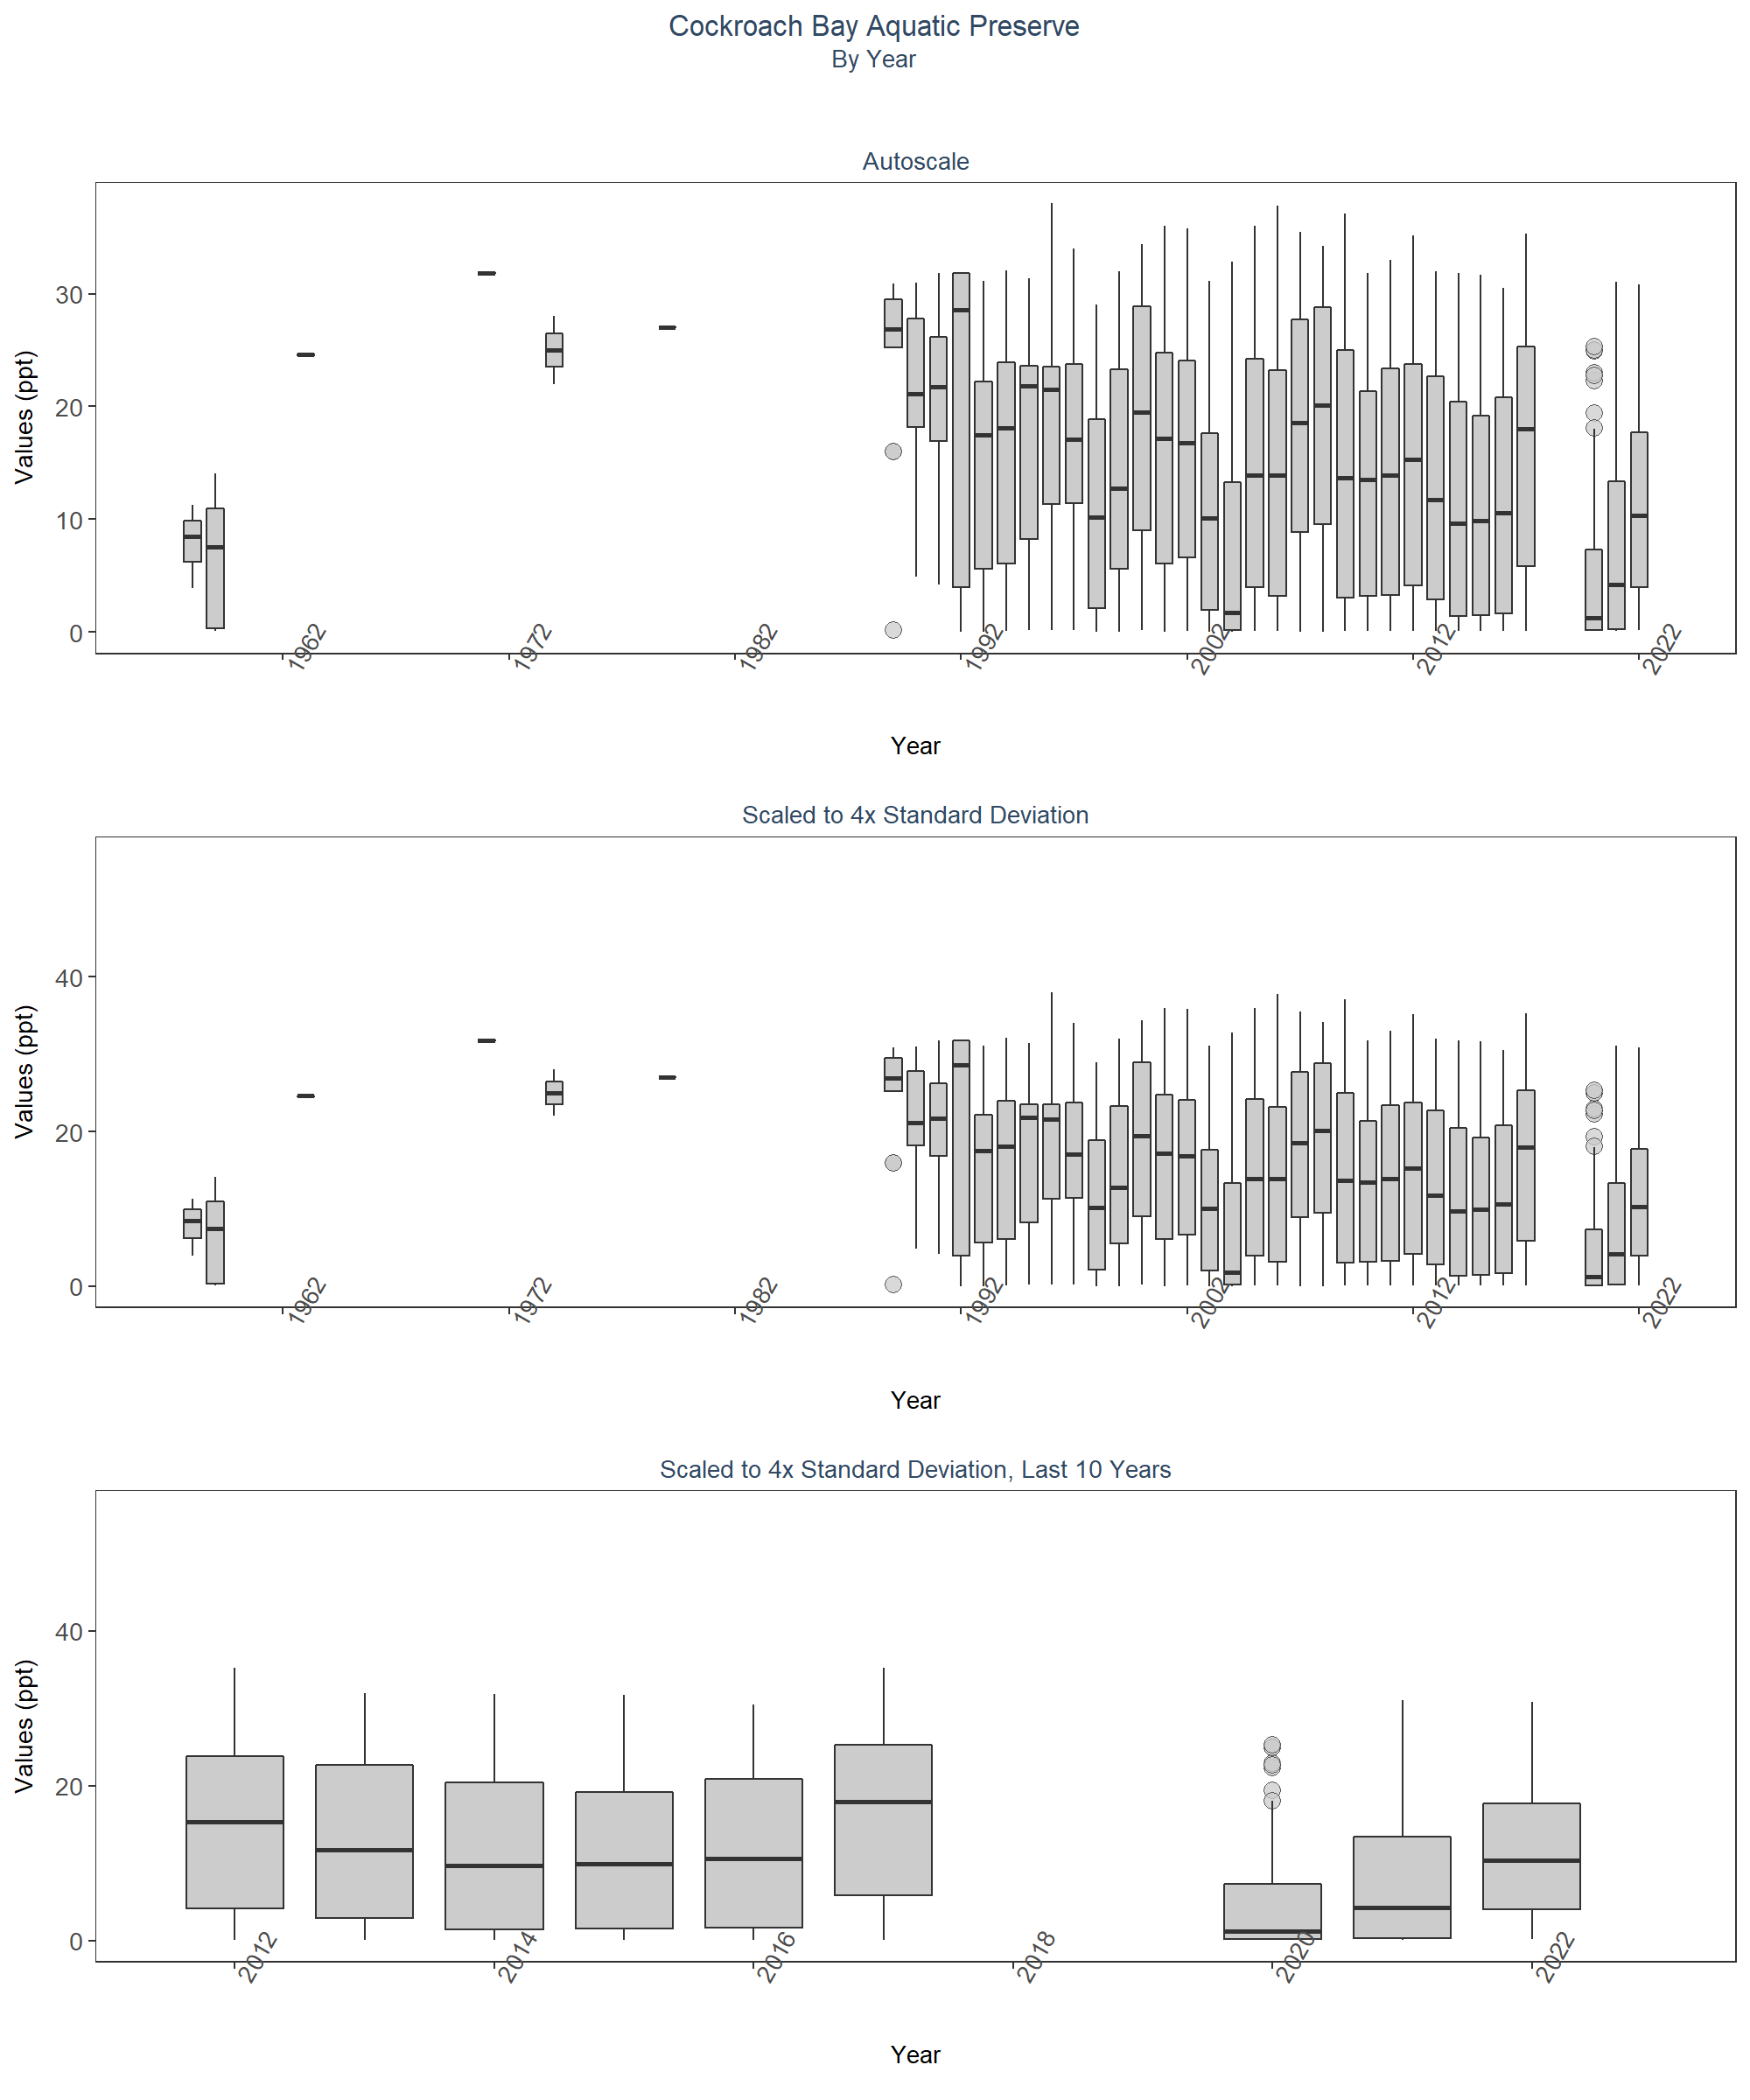 Cockroach Bay Aquatic Preserve
By Year
Autoscale
Values (ppt)
30
20
10
0
1962 1972 1982 1992 2002 2012 2022
Year
Scaled to 4x Standard Deviation
Values (ppt)
40
20
0
1962 1972 1982 1992 2002 2012 2022
Year
Scaled to 4x Standard Deviation, Last 10 Years
Values (ppt)
40
20
0
2012 2014 2016 2018 2020 2022
Year